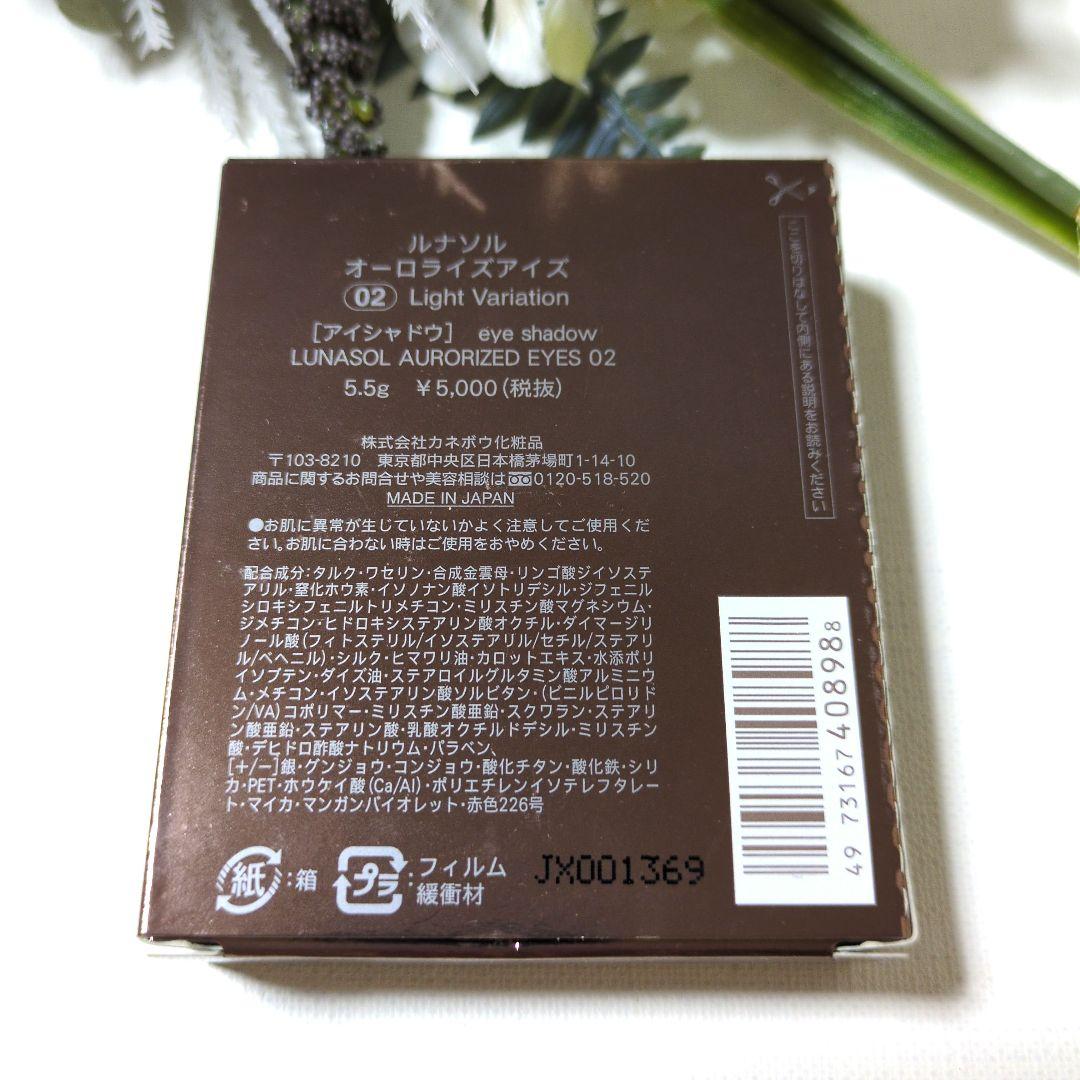 ルナソル
オーロライズアイズ
02 Light Variation
[アイシャドウ] eye shadow
LUNASOL AURORIZED EYES 02
5.5g ¥5,000(税抜)
株式会社カネボウ化粧品
〒103-8210 東京都中央区日本橋茅場町1-14-10
商品に関するお問合せや美容相談は 0120-518-520
MADE IN JAPAN
●お肌に異常が生じていないかよく注意してご使用くだ
さい。お肌に合わない時はご使用をおやめください。
配合成分:タルク・ワセリン・合成金雲母・リンゴ酸ジイソステ
アリル・窒化ホウ素・イソノナン酸イソトリデシル・ジフェニル
シロキシフェニルトリメチコン・ミリスチン酸マグネシウム・
ジメチコン・ヒドロキシステアリン酸オクチル・ダイマージリ
ノール酸(フィトステリル/イソステアリル/セチル/ステアリ
ル/ベヘニル)・シルク・ヒマワリ油・カロットエキス・水添ポリ
イソブテン・ダイズ油・ステアロイルグルタミン酸アルミニウ
ム・メチコン・イソステアリン酸ソルビタン・(ビニルピロリド
ン/VA)コポリマー・ミリスチン酸亜鉛・スクワラン・ステアリ
ン酸亜鉛・ステアリン酸・乳酸オクチルドデシル・ミリスチン
酸・デヒドロ酢酸ナトリウム・パラベン、
[+/-]銀・グンジョウ・コンジョウ・酸化チタン・酸化鉄・シリ
カ・PET・ホウケイ酸(Ca/Al)・ポリエチレンイソテレフタレー
ト・マイカ・マンガンバイオレット・赤色226号
紙:箱
プラ:フィルム
緩衝材
JX001369
ここを切りはなして内側にある説明をお読みください
49 73167 408988